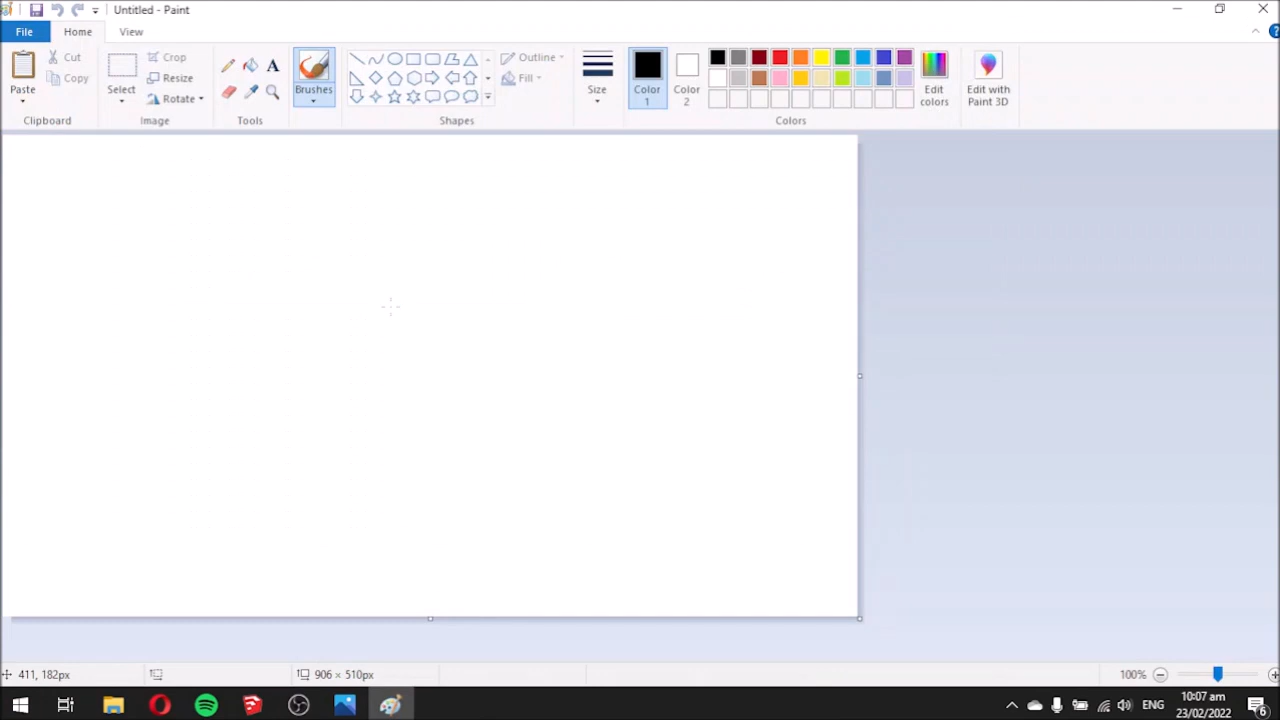 Untitled - Paint
File Home View
Paste Cut Copy
Clipboard
Select Crop Resize Rotate
Image
A
Tools
Brushes
Outline Fill
Shapes
Size
Color 1
Color 2
Edit colors
Colors
Edit with Paint 3D
411, 182px
906 × 510px
100%
ENG
10:07 am
23/02/2022
6